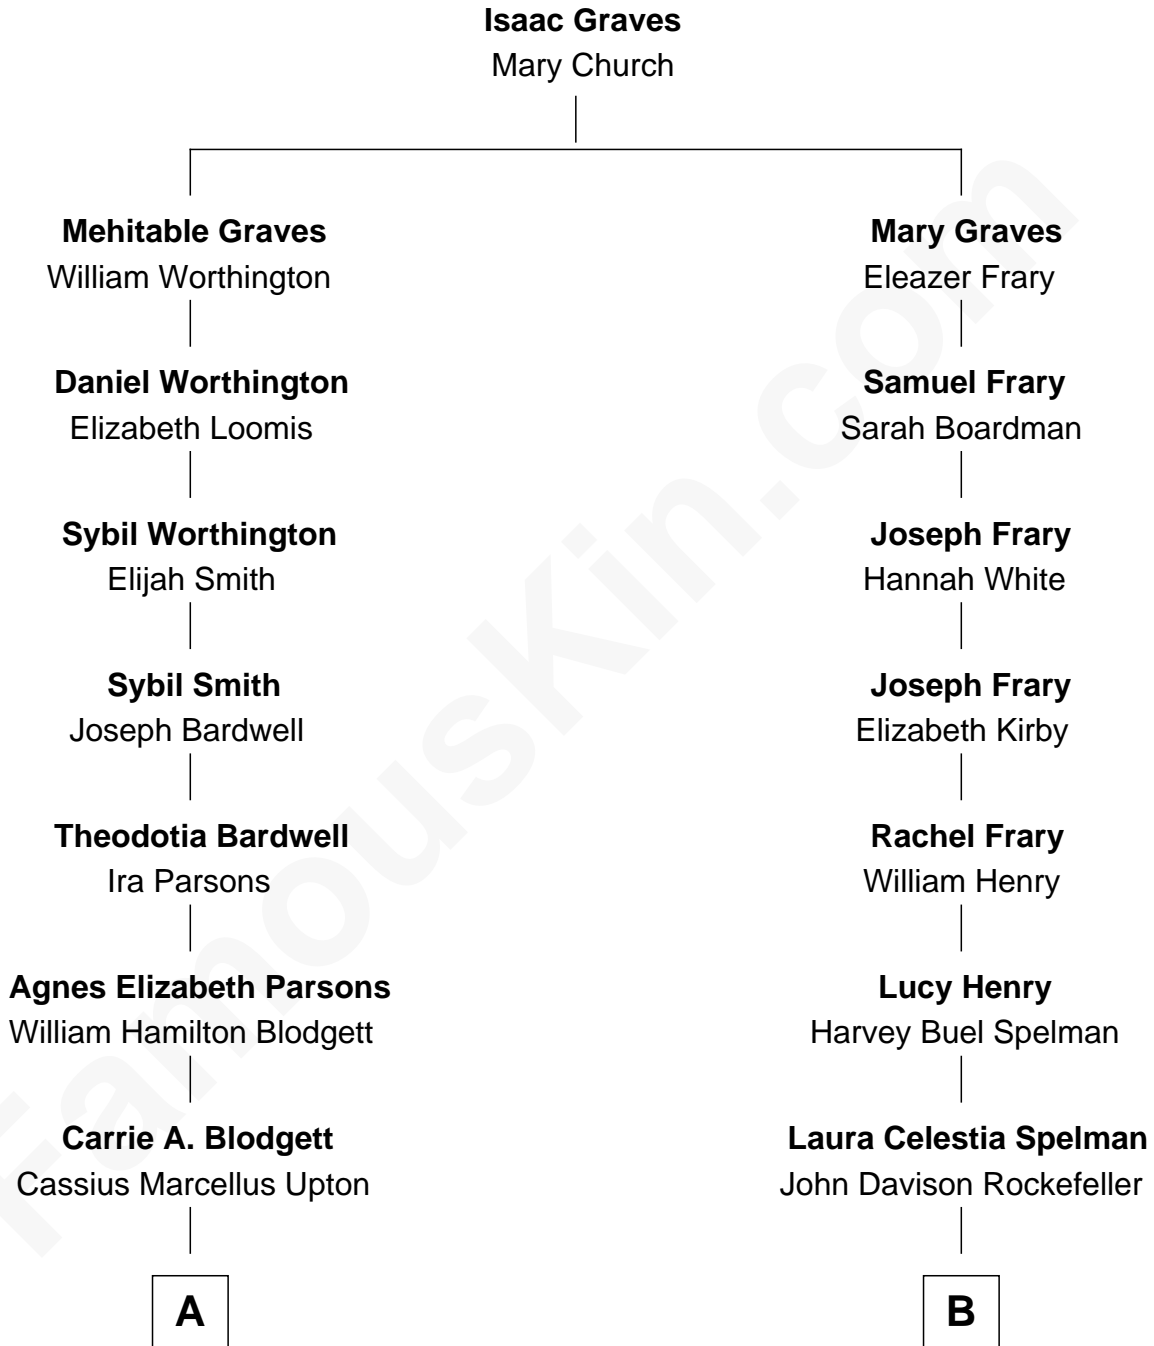 Isaac Graves
Mary Church
Mehitable Graves
William Worthington
Mary Graves
Eleazer Frary
Daniel Worthington
Elizabeth Loomis
Samuel Frary
Sarah Boardman
Sybil Worthington
Elijah Smith
Joseph Frary
Hannah White
Sybil Smith
Joseph Bardwell
Joseph Frary
Elizabeth Kirby
Theodotia Bardwell
Ira Parsons
Rachel Frary
William Henry
Agnes Elizabeth Parsons
William Hamilton Blodgett
Lucy Henry
Harvey Buel Spelman
Carrie A. Blodgett
Cassius Marcellus Upton
Laura Celestia Spelman
John Davison Rockefeller
A
B
FamousKin.com